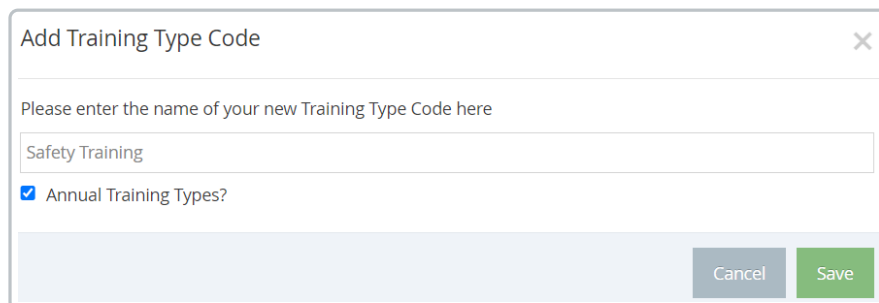 Add Training Type Code
Please enter the name of your new Training Type Code here
Safety Training
Annual Training Types?
Cancel Save